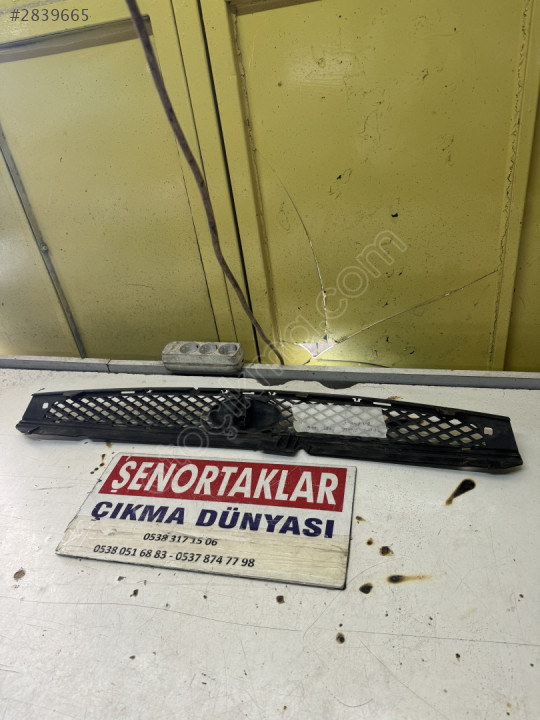 #2839665
ŞENORTAKLAR
ÇIKMA DÜNYASI
0538 317 15 06
0538 051 68 83 - 0537 874 77 98